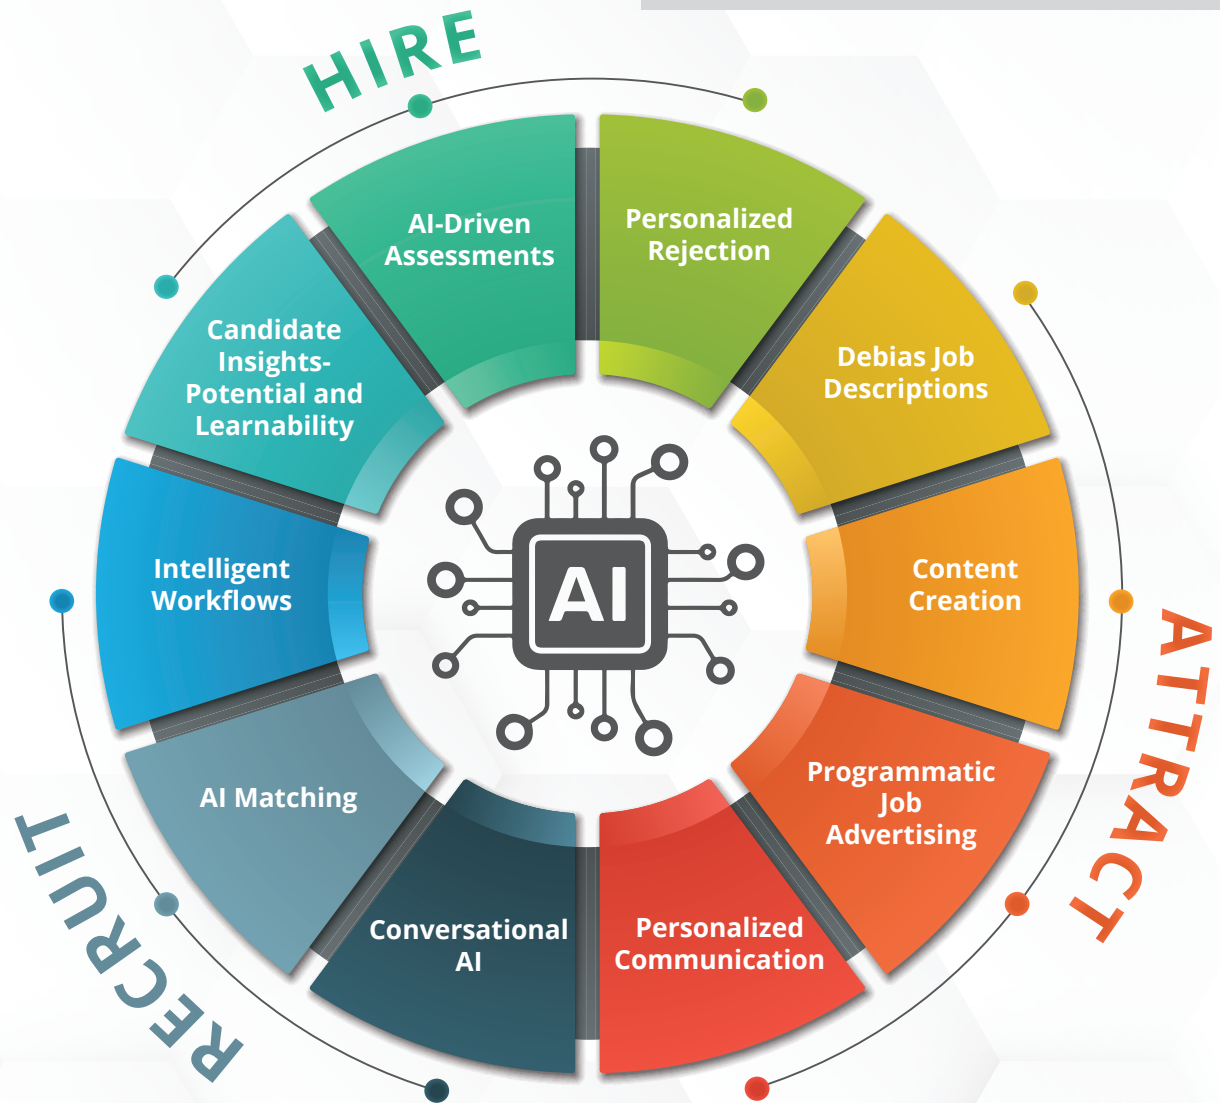 HIRE
AI-Driven
Assessments
Personalized
Rejection
Candidate
Insights-
Potential and
Learnability
Debias Job
Descriptions
Intelligent
Workflows
AI
Content
Creation
ATTRACT
AI Matching
Programmatic
Job
Advertising
RECRUIT
Conversational
AI
Personalized
Communication